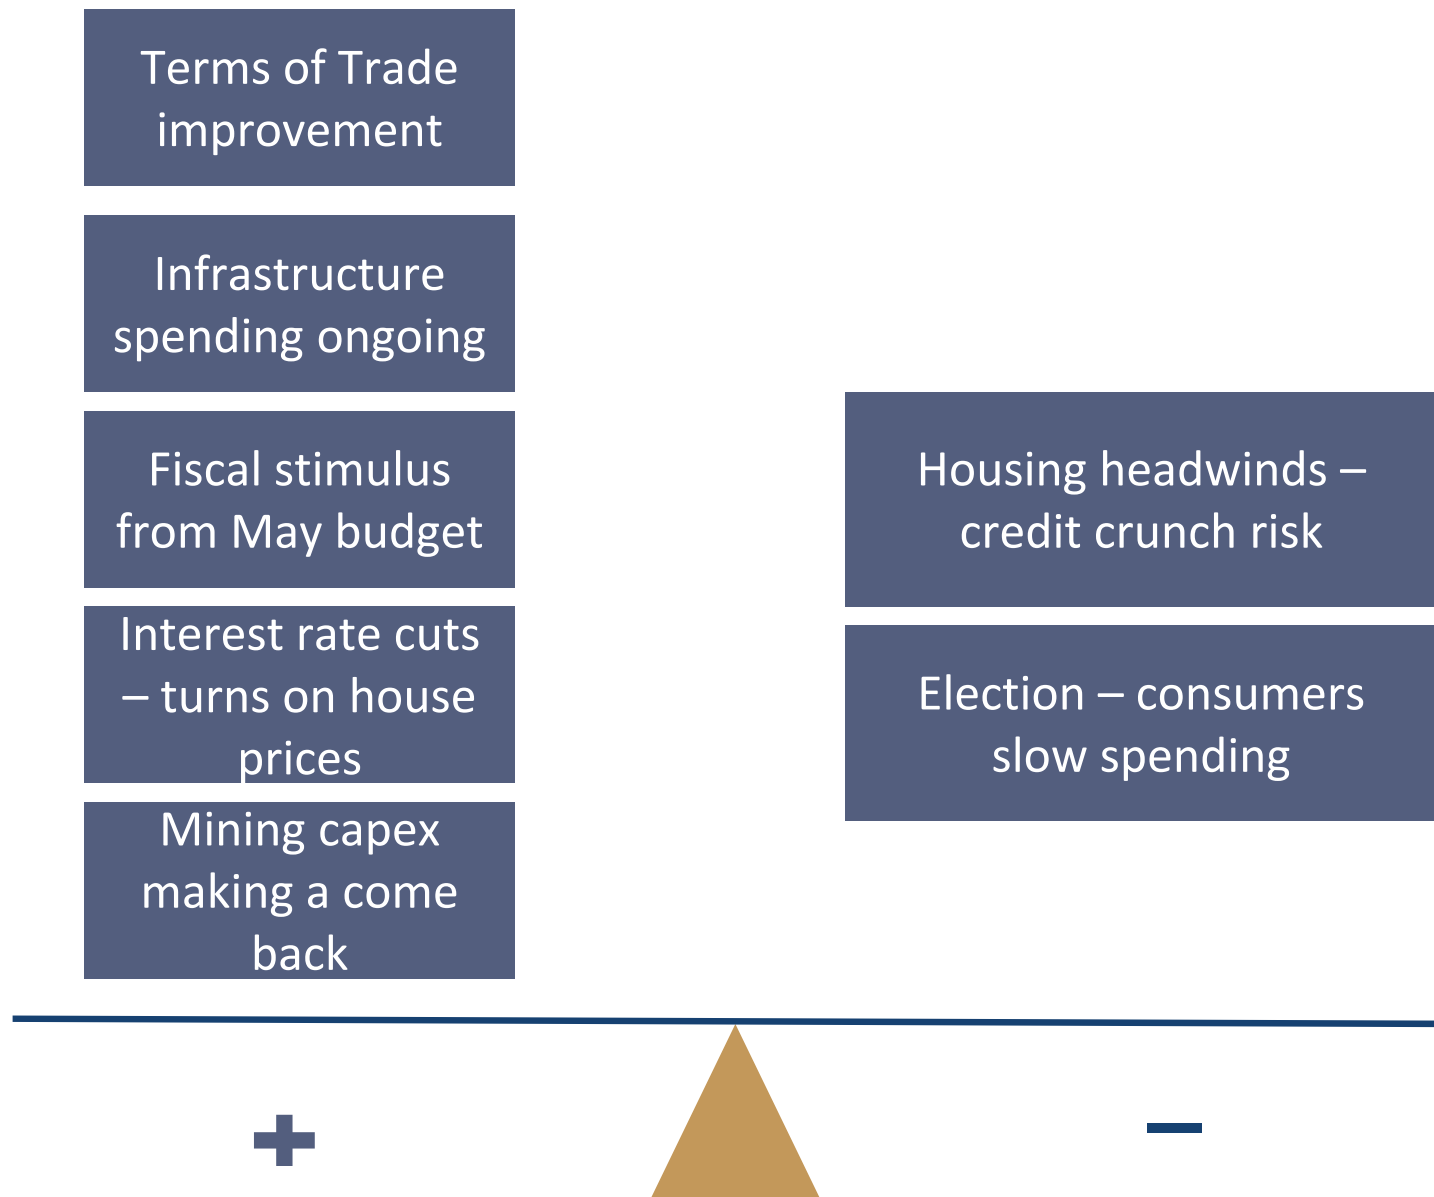 Terms of Trade
improvement
Infrastructure
spending ongoing
Fiscal stimulus
from May budget
Interest rate cuts
– turns on house
prices
Mining capex
making a come
back
Housing headwinds –
credit crunch risk
Election – consumers
slow spending
+
–